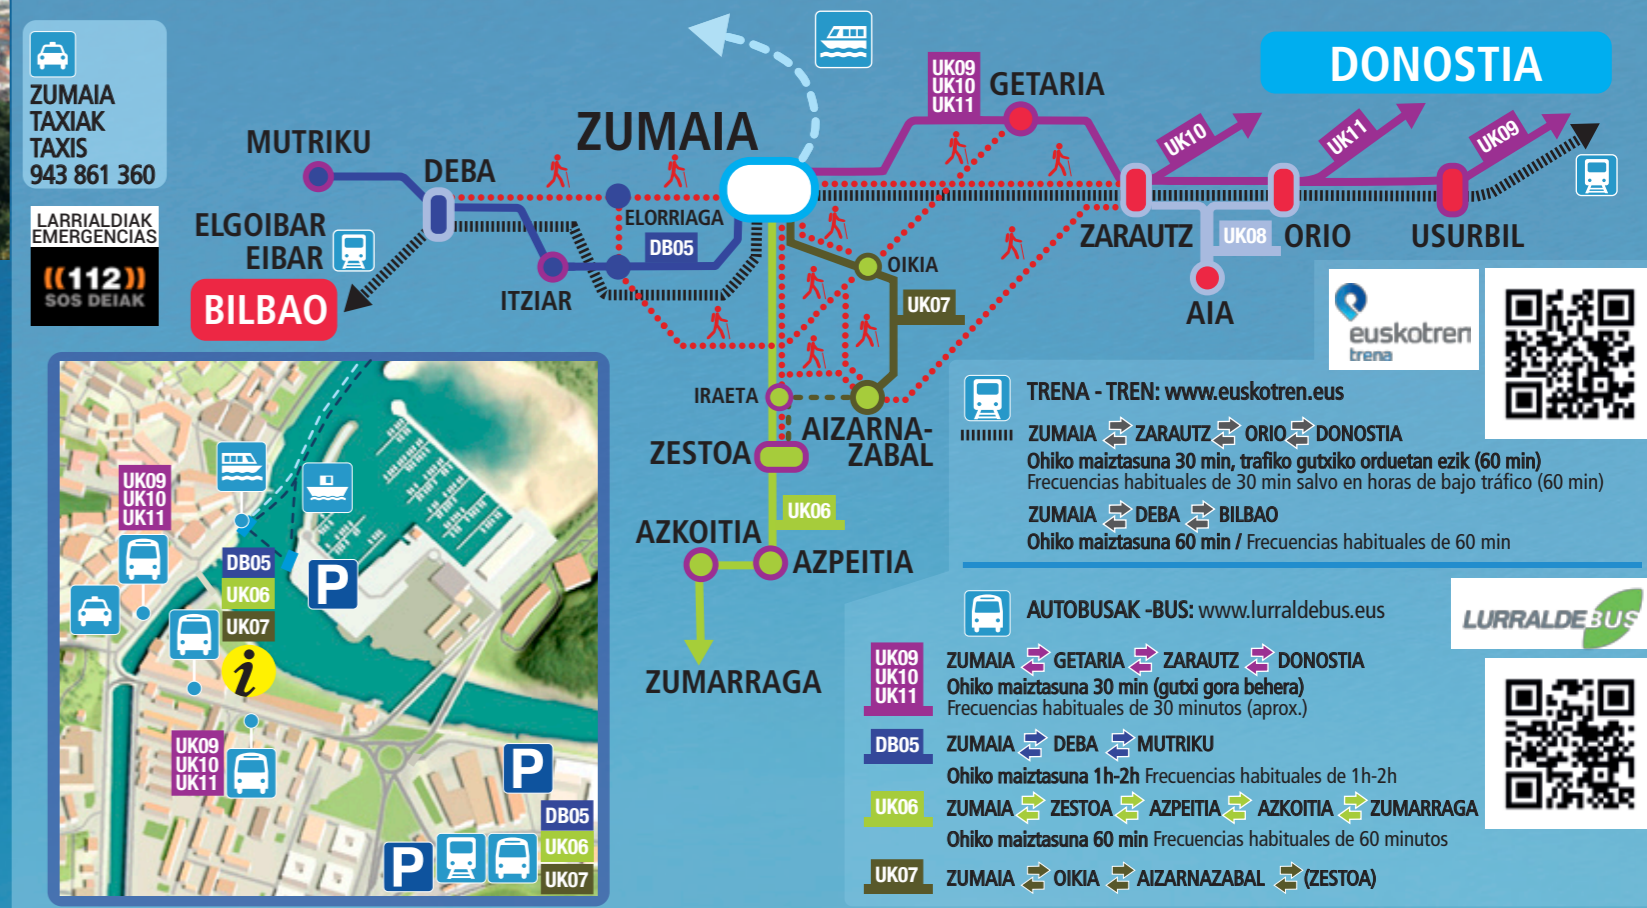 ZUMAIA
TAXIAK
TAXIS
943 861 360
LARRIALDIAK
EMERGENCIAS
((112))
SOS DEIAK
MUTRIKU
DEBA
ELGOIBAR
EIBAR
BILBAO
ITZIAR
ZUMAIA
ELORRIAGA
DB05
UK09
UK10
UK11
GETARIA
DONOSTIA
UK10
UK11
UK09
ZARAUTZ
UK08
ORIO
USURBIL
AIA
OIKIA
UK07
IRAETA
AIZARNA-
ZABAL
ZESTOA
UK06
AZKOITIA
AZPEITIA
ZUMARRAGA
euskotren
trena
TRENA - TREN: www.euskotren.eus
ZUMAIA ZARAUTZ ORIO DONOSTIA
Ohiko maiztasuna 30 min, trafiko gutxiko orduetan ezik (60 min)
Frecuencias habituales de 30 min salvo en horas de bajo tráfico (60 min)
ZUMAIA DEBA BILBAO
Ohiko maiztasuna 60 min / Frecuencias habituales de 60 min
AUTOBUSAK -BUS: www.lurraldebus.eus
LURRALDEBUS
UK09
UK10
UK11
ZUMAIA GETARIA ZARAUTZ DONOSTIA
Ohiko maiztasuna 30 min (gutxi gora behera)
Frecuencias habituales de 30 minutos (aprox.)
DB05
ZUMAIA DEBA MUTRIKU
Ohiko maiztasuna 1h-2h Frecuencias habituales de 1h-2h
UK06
ZUMAIA ZESTOA AZPEITIA AZKOITIA ZUMARRAGA
Ohiko maiztasuna 60 min Frecuencias habituales de 60 minutos
UK07
ZUMAIA OIKIA AIZARNAZABAL (ZESTOA)
UK09
UK10
UK11
DB05
UK06
UK07
i
P
UK09
UK10
UK11
P
P
DB05
UK06
UK07